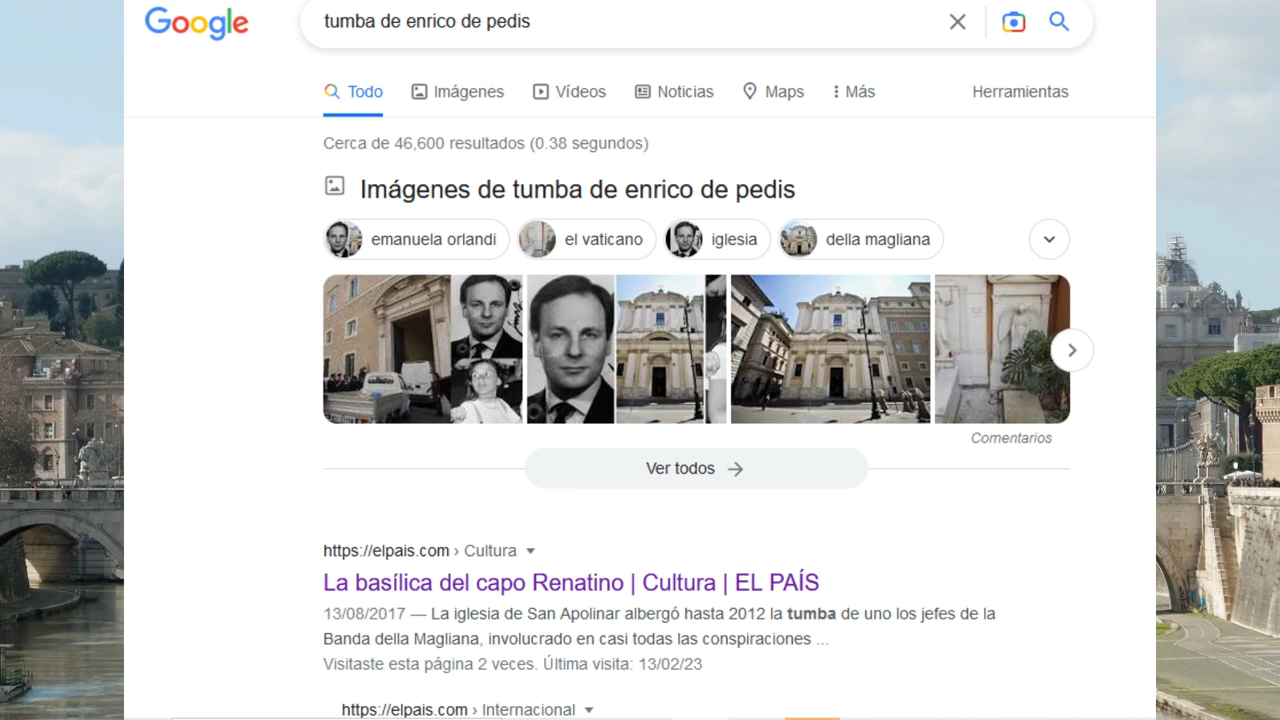 Google
tumba de enrico de pedis
Todo
Imágenes
Vídeos
Noticias
Maps
Más
Herramientas
Cerca de 46,600 resultados (0.38 segundos)
Imágenes de tumba de enrico de pedis
emanuela orlandi
el vaticano
iglesia
della magliana
Comentarios
Ver todos
https://elpais.com › Cultura
La basílica del capo Renatino | Cultura | EL PAÍS
13/08/2017 — La iglesia de San Apolinar albergó hasta 2012 la tumba de uno los jefes de la
Banda della Magliana, involucrado en casi todas las conspiraciones ...
Visitaste esta página 2 veces. Última visita: 13/02/23
https://elpais.com › Internacional